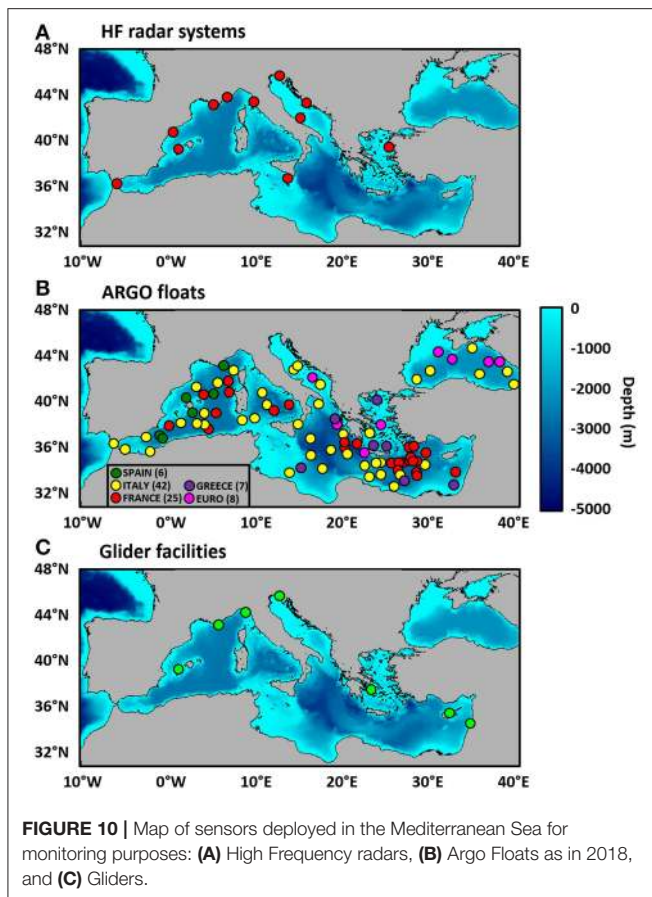 A
HF radar systems
48°N
44°N
40°N
36°N
32°N
10°W 0°W 10°E 20°E 30°E 40°E
B
ARGO floats
48°N
44°N
40°N
36°N
32°N
SPAIN (6)
ITALY (42) GREECE (7)
FRANCE (25) EURO (8)
10°W 0°W 10°E 20°E 30°E 40°E
0
-1000
-2000
-3000
-4000
-5000
Depth (m)
C
Glider facilities
48°N
44°N
40°N
36°N
32°N
10°W 0°W 10°E 20°E 30°E 40°E
FIGURE 10 | Map of sensors deployed in the Mediterranean Sea for
monitoring purposes: (A) High Frequency radars, (B) Argo Floats as in 2018,
and (C) Gliders.